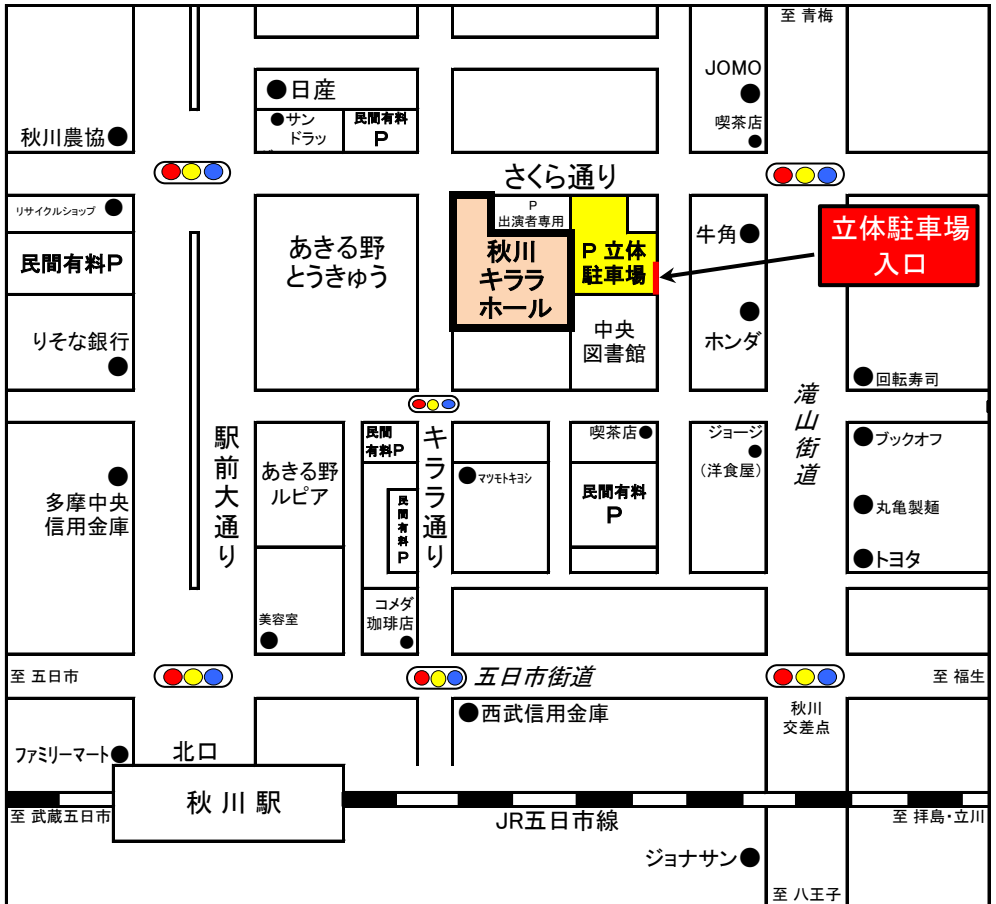 至 青梅
JOMO
日産
喫茶店
サン
ドラッ
民間有料
P
秋川農協
さくら通り
リサイクルショップ
P
出演者専用
民間有料P
あきる野
とうきゅう
秋川
キララ
ホール
P 立体
駐車場
牛角
立体駐車場
入口
りそな銀行
中央
図書館
ホンダ
回転寿司
滝山街道
駅前大通り
民間
有料P
キララ通り
喫茶店
ジョージ
(洋食屋)
ブックオフ
あきる野
ルピア
マツモトキヨシ
民間有料
P
多摩中央
信用金庫
民間有料P
丸亀製麺
トヨタ
美容室
コメダ
珈琲店
至 五日市
五日市街道
至 福生
西武信用金庫
秋川
交差点
ファミリーマート
北口
秋川駅
至 武蔵五日市
JR五日市線
至 拝島・立川
ジョナサン
至 八王子